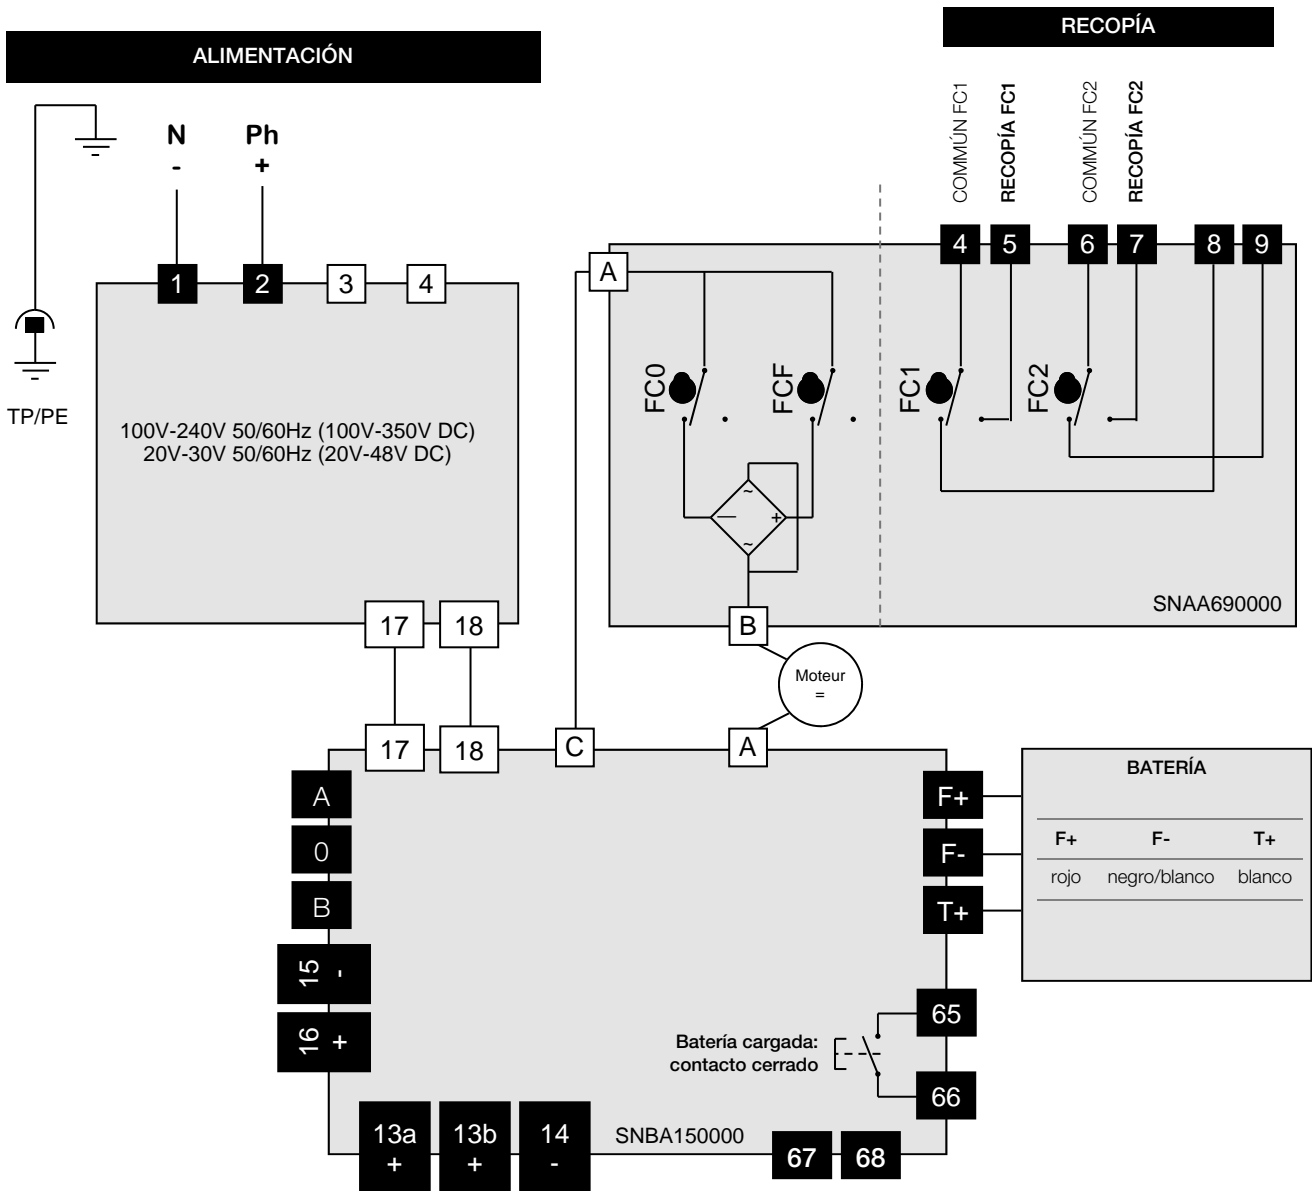 ALIMENTACIÓN
RECOPÍA
COMMÚN FC1
RECOPÍA FC1
COMMÚN FC2
RECOPÍA FC2
N
-
Ph
+
TP/PE
1
2
3
4
100V-240V 50/60Hz (100V-350V DC)
20V-30V 50/60Hz (20V-48V DC)
17
18
A
4
5
6
7
8
9
FC0
FCF
FC1
FC2
~
—
+
~
SNAA690000
B
Moteur
=
17
18
C
A
A
0
B
15 -
16 +
F+
F-
T+
BATERÍA
F+ F- T+
rojo negro/blanco blanco
65
66
Batería cargada:
contacto cerrado
13a
+
13b
+
14
-
SNBA150000
67
68